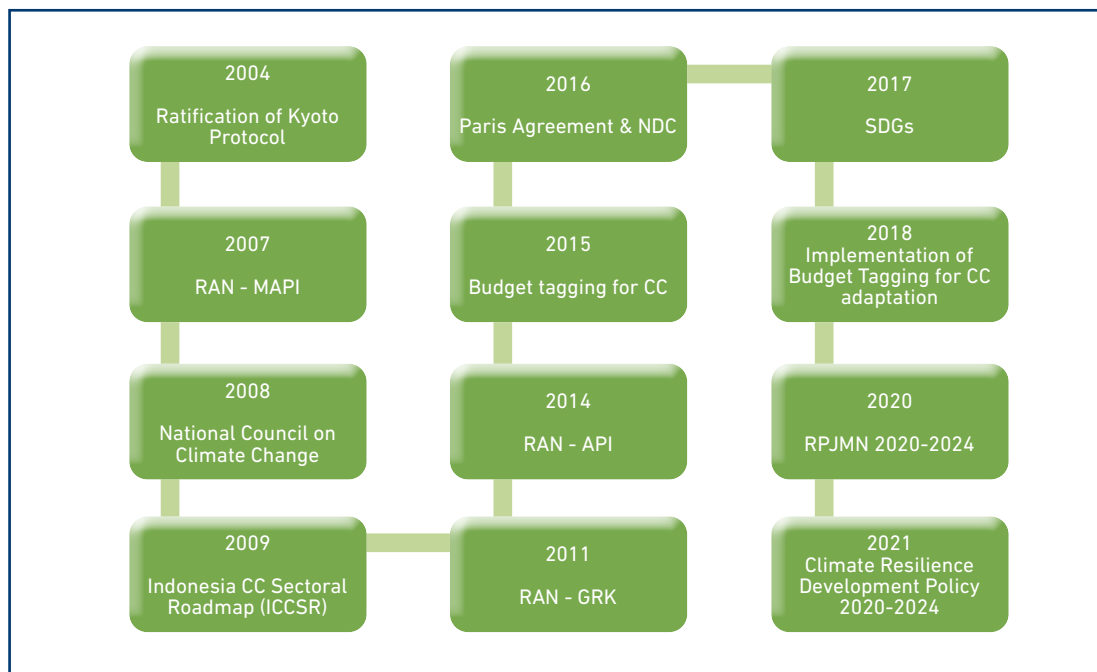 2004
Ratification of Kyoto
Protocol
2007
RAN - MAPI
2008
National Council on
Climate Change
2009
Indonesia CC Sectoral
Roadmap (ICCSR)
2011
RAN - GRK
2014
RAN - API
2015
Budget tagging for CC
2016
Paris Agreement & NDC
2017
SDGs
2018
Implementation of
Budget Tagging for CC
adaptation
2020
RPJMN 2020-2024
2021
Climate Resilience
Development Policy
2020-2024